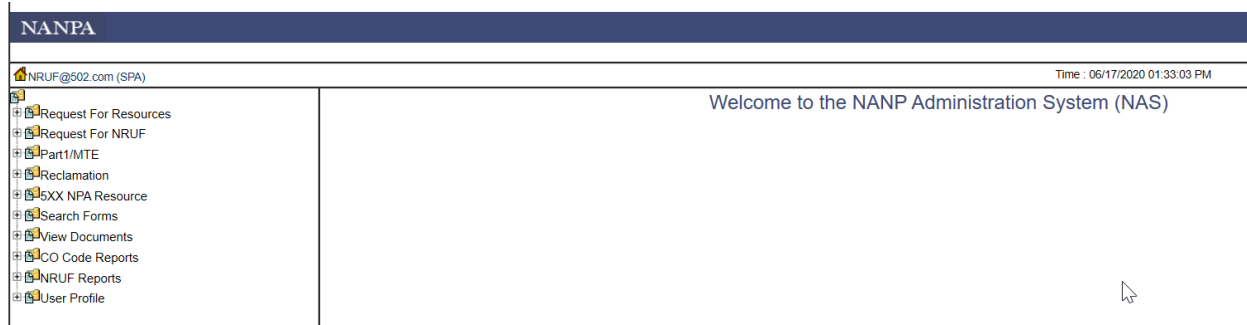 NANPA
NRUF@502.com (SPA)
Time : 06/17/2020 01:33:03 PM
Welcome to the NANP Administration System (NAS)
Request For Resources
Request For NRUF
Part1/MTE
Reclamation
5XX NPA Resource
Search Forms
View Documents
CO Code Reports
NRUF Reports
User Profile